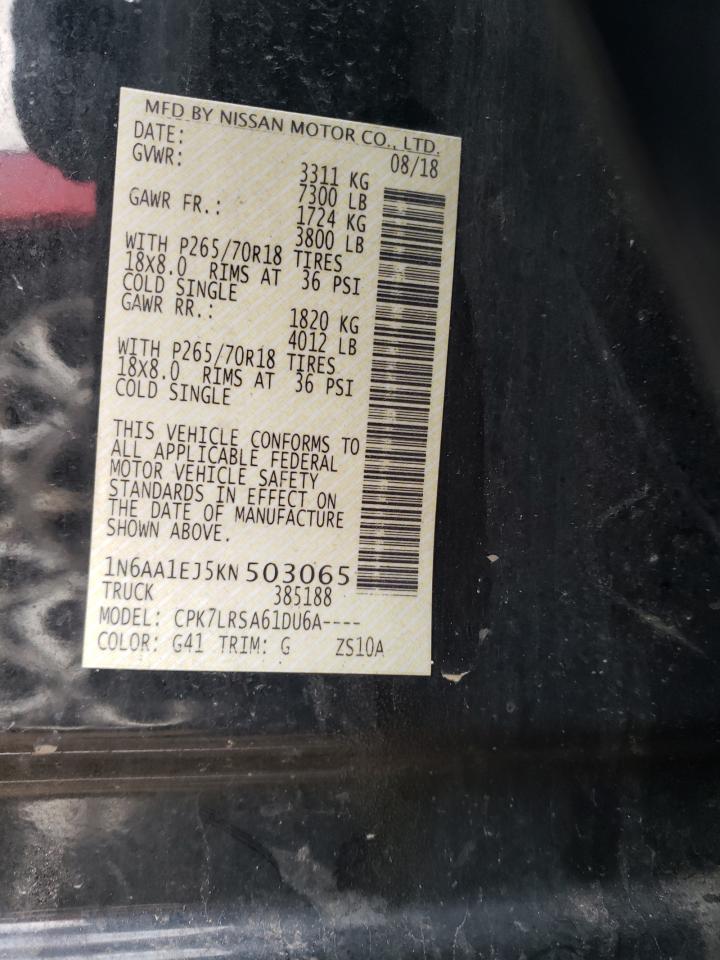 MFD BY NISSAN MOTOR CO., LTD.
DATE: 08/18
GVWR: 3311 KG
7300 LB
GAWR FR.: 1724 KG
3800 LB
WITH P265/70R18 TIRES
18X8.0 RIMS AT 36 PSI
COLD SINGLE
GAWR RR.: 1820 KG
4012 LB
WITH P265/70R18 TIRES
18X8.0 RIMS AT 36 PSI
COLD SINGLE
THIS VEHICLE CONFORMS TO
ALL APPLICABLE FEDERAL
MOTOR VEHICLE SAFETY
STANDARDS IN EFFECT ON
THE DATE OF MANUFACTURE
SHOWN ABOVE.
1N6AA1EJ5KN503065
TRUCK 385188
MODEL: CPK7LRSA61DU6A----
COLOR: G41 TRIM: G ZS10A